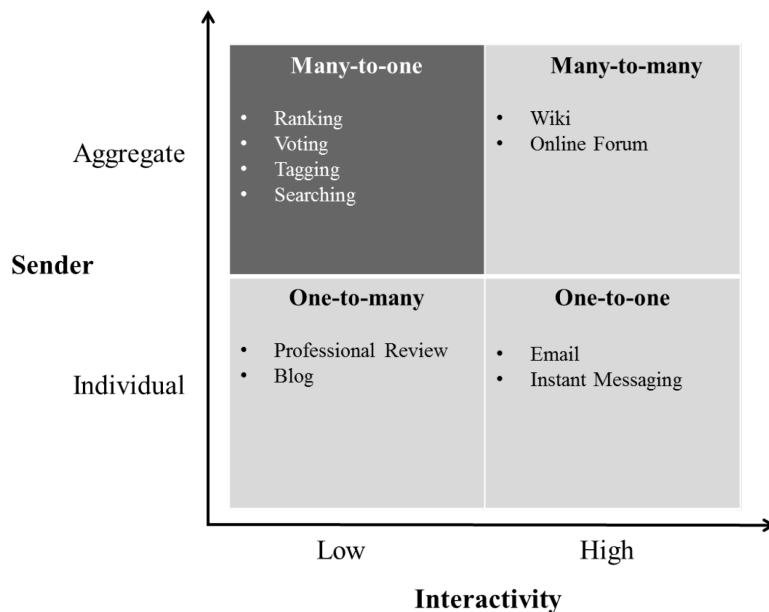 Many-to-one
• Ranking
• Voting
• Tagging
• Searching
Many-to-many
• Wiki
• Online Forum
Aggregate
Sender
One-to-many
• Professional Review
• Blog
One-to-one
• Email
• Instant Messaging
Individual
Low
High
Interactivity